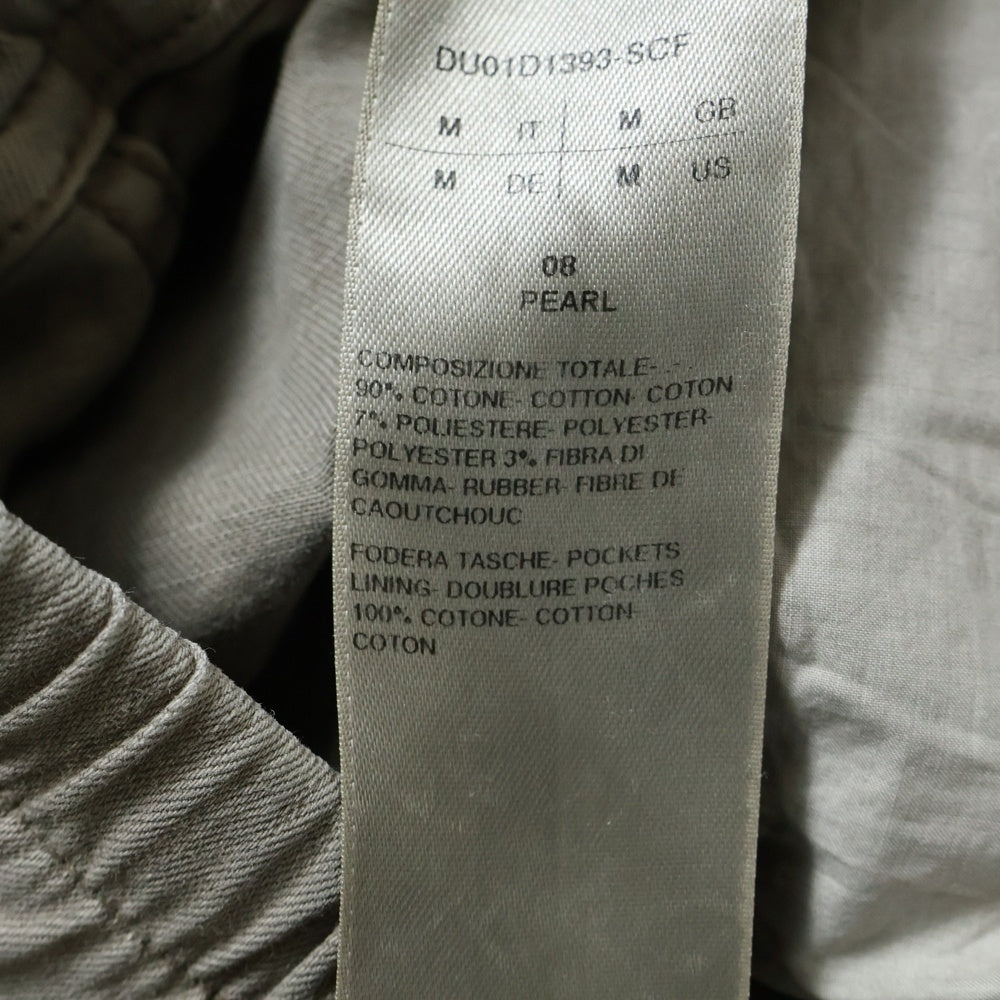 DU01D1393-SCF
M IT M GB
M DE M US
08
PEARL
COMPOSIZIONE TOTALE- - -
90% COTONE- COTTON- COTON
7% POLIESTERE- POLYESTER-
POLYESTER 3% FIBRA DI
GOMMA- RUBBER- FIBRE DE
CAOUTCHOUC
FODERA TASCHE- POCKETS
LINING- DOUBLURE POCHES
100% COTONE- COTTON-
COTON